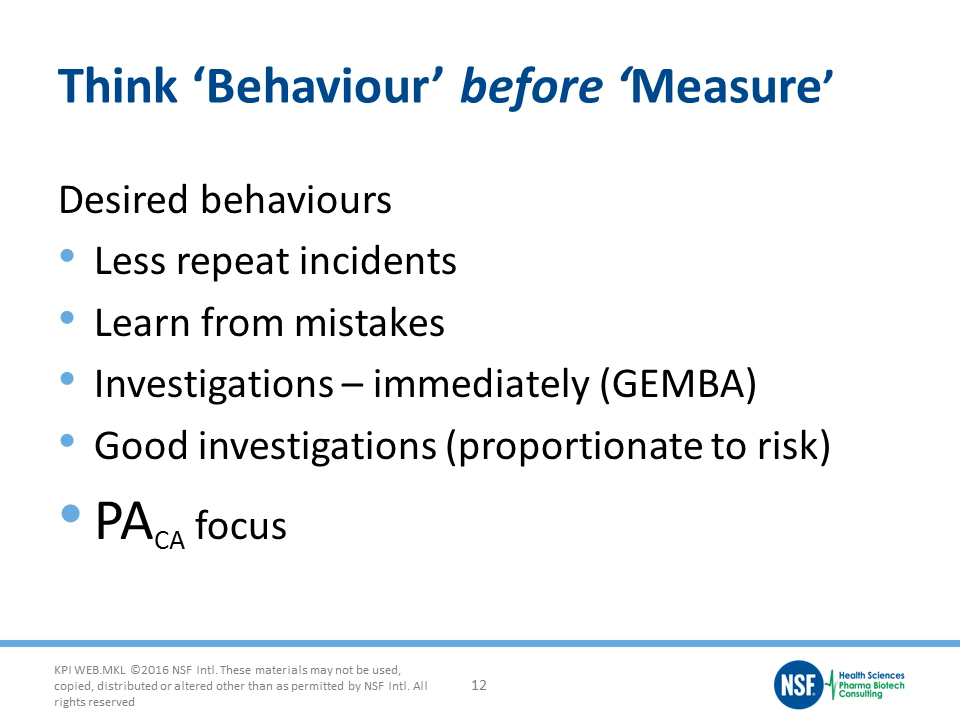 Think ‘Behaviour’ before ‘Measure’
Desired behaviours
• Less repeat incidents
• Learn from mistakes
• Investigations – immediately (GEMBA)
• Good investigations (proportionate to risk)
• PACA focus
KPI WEB.MKL ©2016 NSF Intl. These materials may not be used,
copied, distributed or altered other than as permitted by NSF Intl. All
rights reserved
12
NSF.
Health Sciences
Pharma Biotech
Consulting